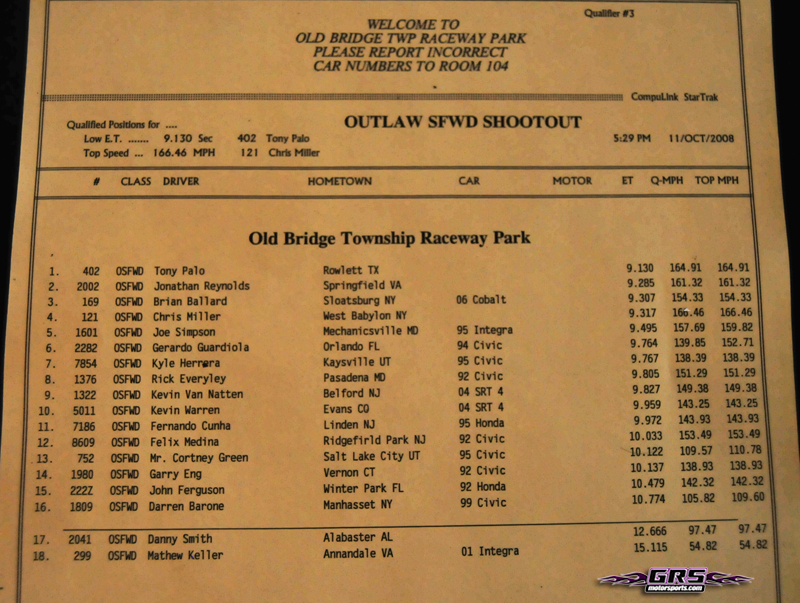 Qualifier #3
WELCOME TO
OLD BRIDGE TWP RACEWAY PARK
PLEASE REPORT INCORRECT
CAR NUMBERS TO ROOM 104
CompuLink StarTrak
OUTLAW SFWD SHOOTOUT
Qualified Positions for ....
Low E.T. ....... 9.130 Sec 402 Tony Palo 5:29 PM 11/OCT/2008
Top Speed ... 166.46 MPH 121 Chris Miller
# CLASS DRIVER HOMETOWN CAR MOTOR ET Q-MPH TOP MPH
Old Bridge Township Raceway Park
1. 402 OSFWD Tony Palo Rowlett TX 9.130 164.91 164.91
2. 2002 OSFWD Jonathan Reynolds Springfield VA 9.285 161.32 161.32
3. 169 OSFWD Brian Ballard Sloatsburg NY 06 Cobalt 9.307 154.33 154.33
4. 121 OSFWD Chris Miller West Babylon NY 9.317 166.46 166.46
5. 1601 OSFWD Joe Simpson Mechanicsville MD 95 Integra 9.495 157.69 159.82
6. 2282 OSFWD Gerardo Guardiola Orlando FL 94 Civic 9.764 139.85 152.71
7. 7854 OSFWD Kyle Herrera Kaysville UT 95 Civic 9.767 138.39 138.39
8. 1376 OSFWD Rick Everyley Pasadena MD 92 Civic 9.805 151.29 151.29
9. 1322 OSFWD Kevin Van Natten Belford NJ 04 SRT 4 9.827 149.38 149.38
10. 5011 OSFWD Kevin Warren Evans CO 04 SRT 4 9.959 143.25 143.25
11. 7186 OSFWD Fernando Cunha Linden NJ 95 Honda 9.972 143.93 143.93
12. 8609 OSFWD Felix Medina Ridgefirld Park NJ 92 Civic 10.033 153.49 153.49
13. 752 OSFWD Mr. Cortney Green Salt Lake City UT 95 Civic 10.122 109.57 110.78
14. 1980 OSFWD Garry Eng Vernon CT 92 Civic 10.137 138.93 138.93
15. 222Z OSFWD John Ferguson Winter Park FL 92 Honda 10.479 142.32 142.32
16. 1809 OSFWD Darren Barone Manhasset NY 99 Civic 10.774 105.82 109.60
17. 2041 OSFWD Danny Smith Alabaster AL 12.666 97.47 97.47
18. 299 OSFWD Mathew Keller Annandale VA 01 Integra 15.115 54.82 54.82
GRS
motorsports.com